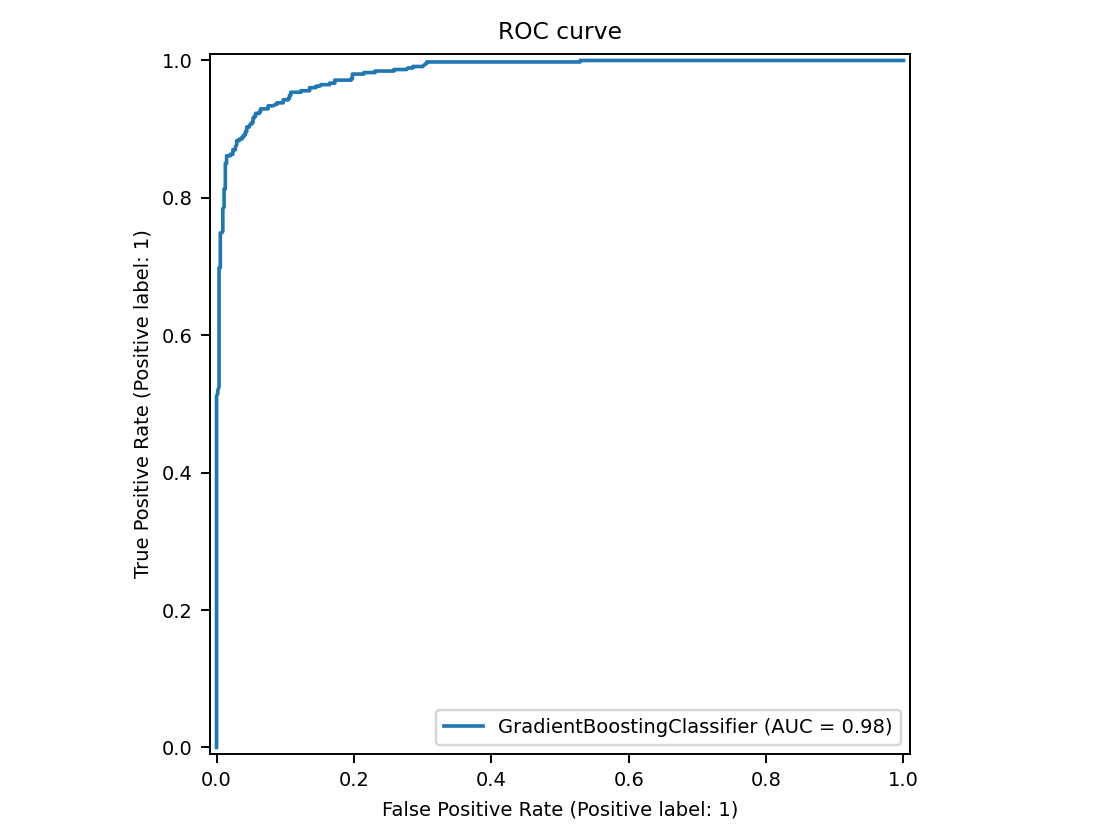 ROC curve
1.0
0.8
0.6
0.4
0.2
0.0
True Positive Rate (Positive label: 1)
GradientBoostingClassifier (AUC = 0.98)
0.0 0.2 0.4 0.6 0.8 1.0
False Positive Rate (Positive label: 1)